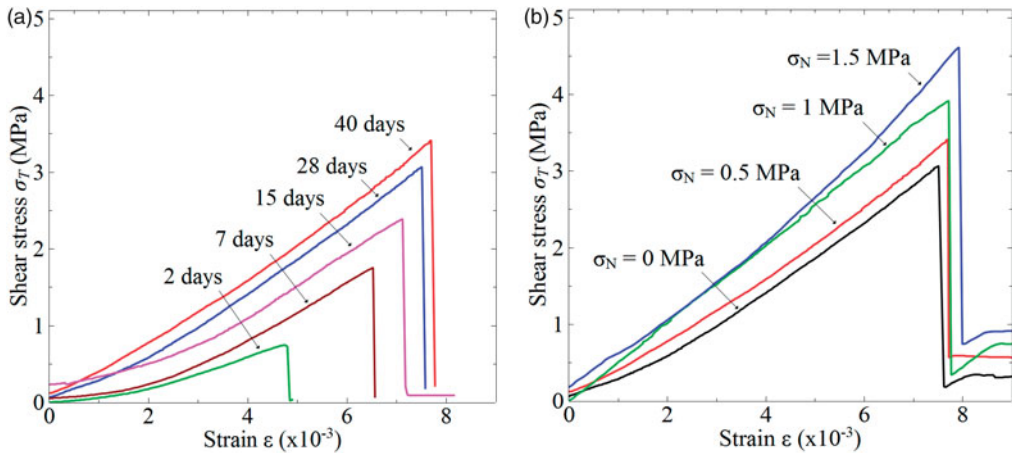 (a)
5
4
3
2
1
0
0
2
4
6
8
Shear stress σT (MPa)
Strain ε (x10-3)
40 days
28 days
15 days
7 days
2 days
(b)
5
4
3
2
1
0
0
2
4
6
8
Shear stress σT (MPa)
Strain ε (x10-3)
σN =1.5 MPa
σN = 1 MPa
σN = 0.5 MPa
σN = 0 MPa